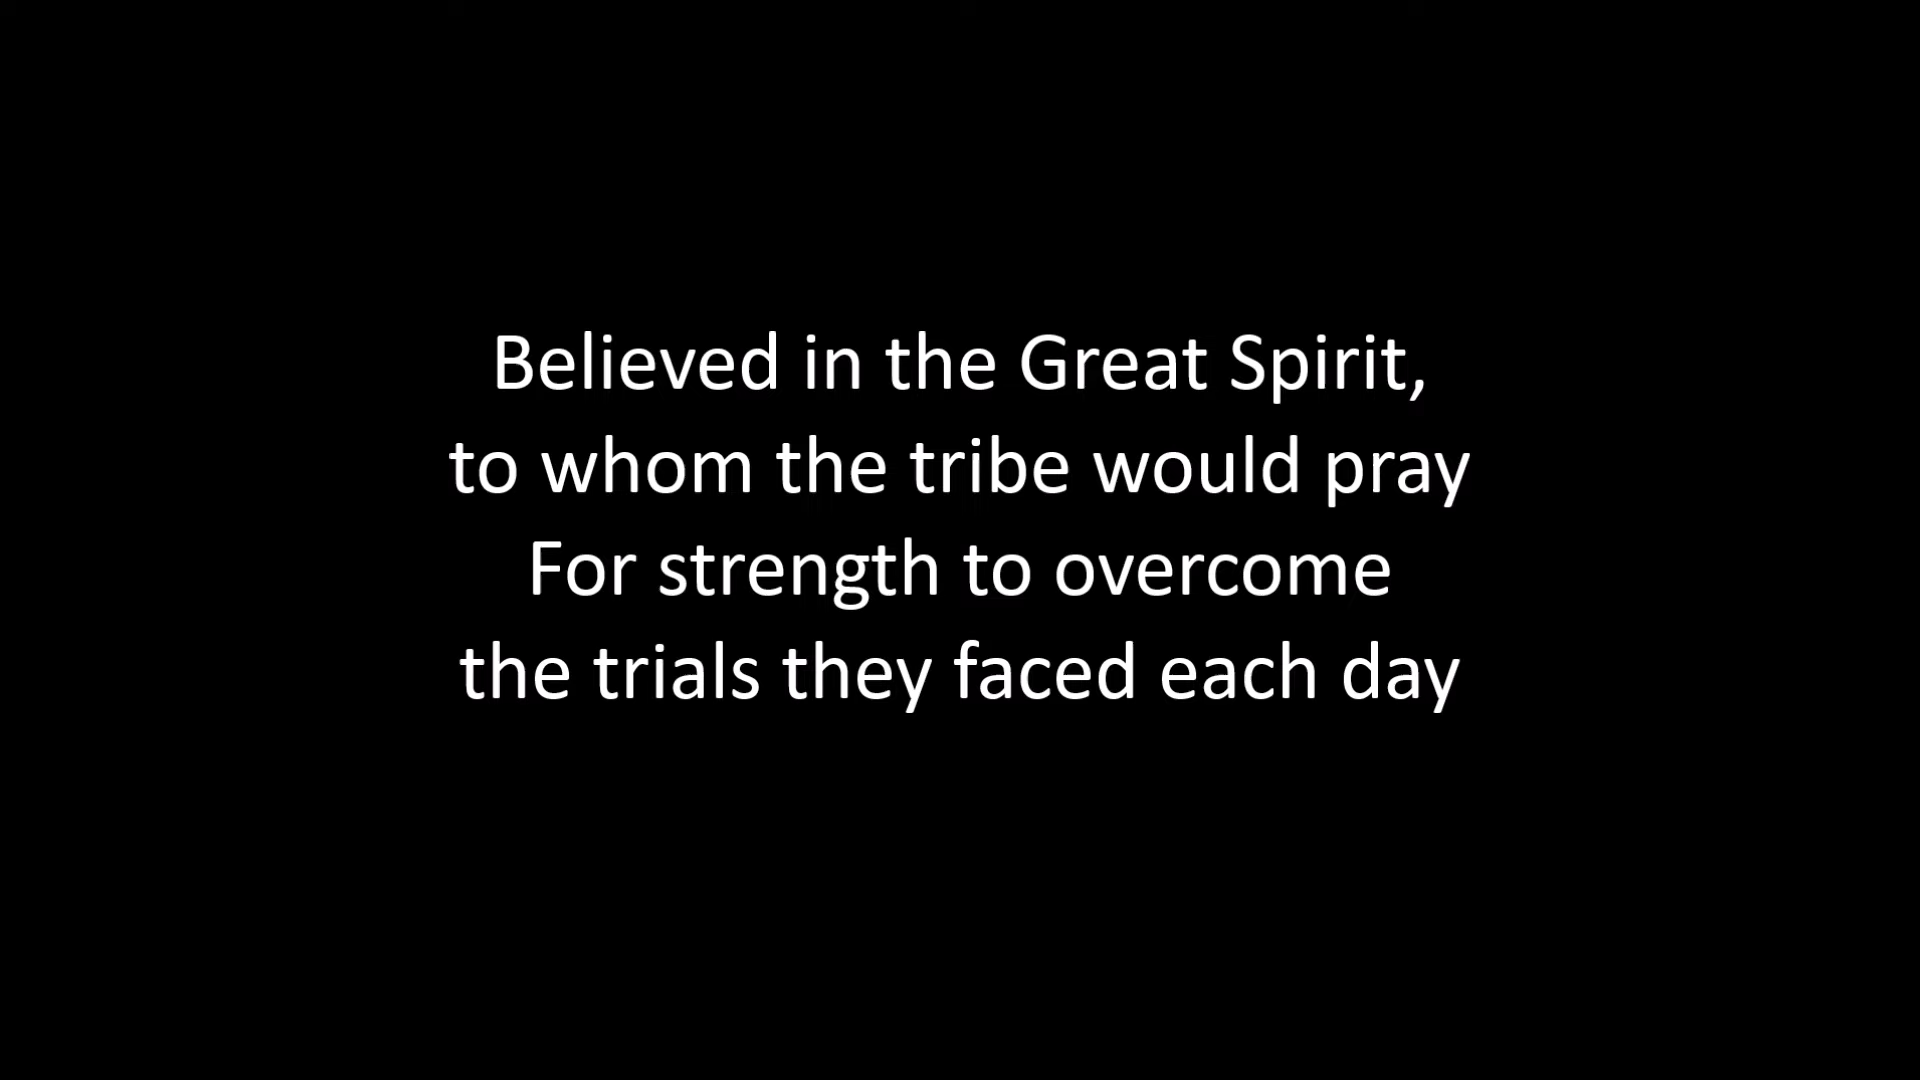 Believed in the Great Spirit,
to whom the tribe would pray
For strength to overcome
the trials they faced each day